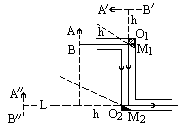 A' B'
A h h O₁
B M₁
A"
B" L h O₂ M₂